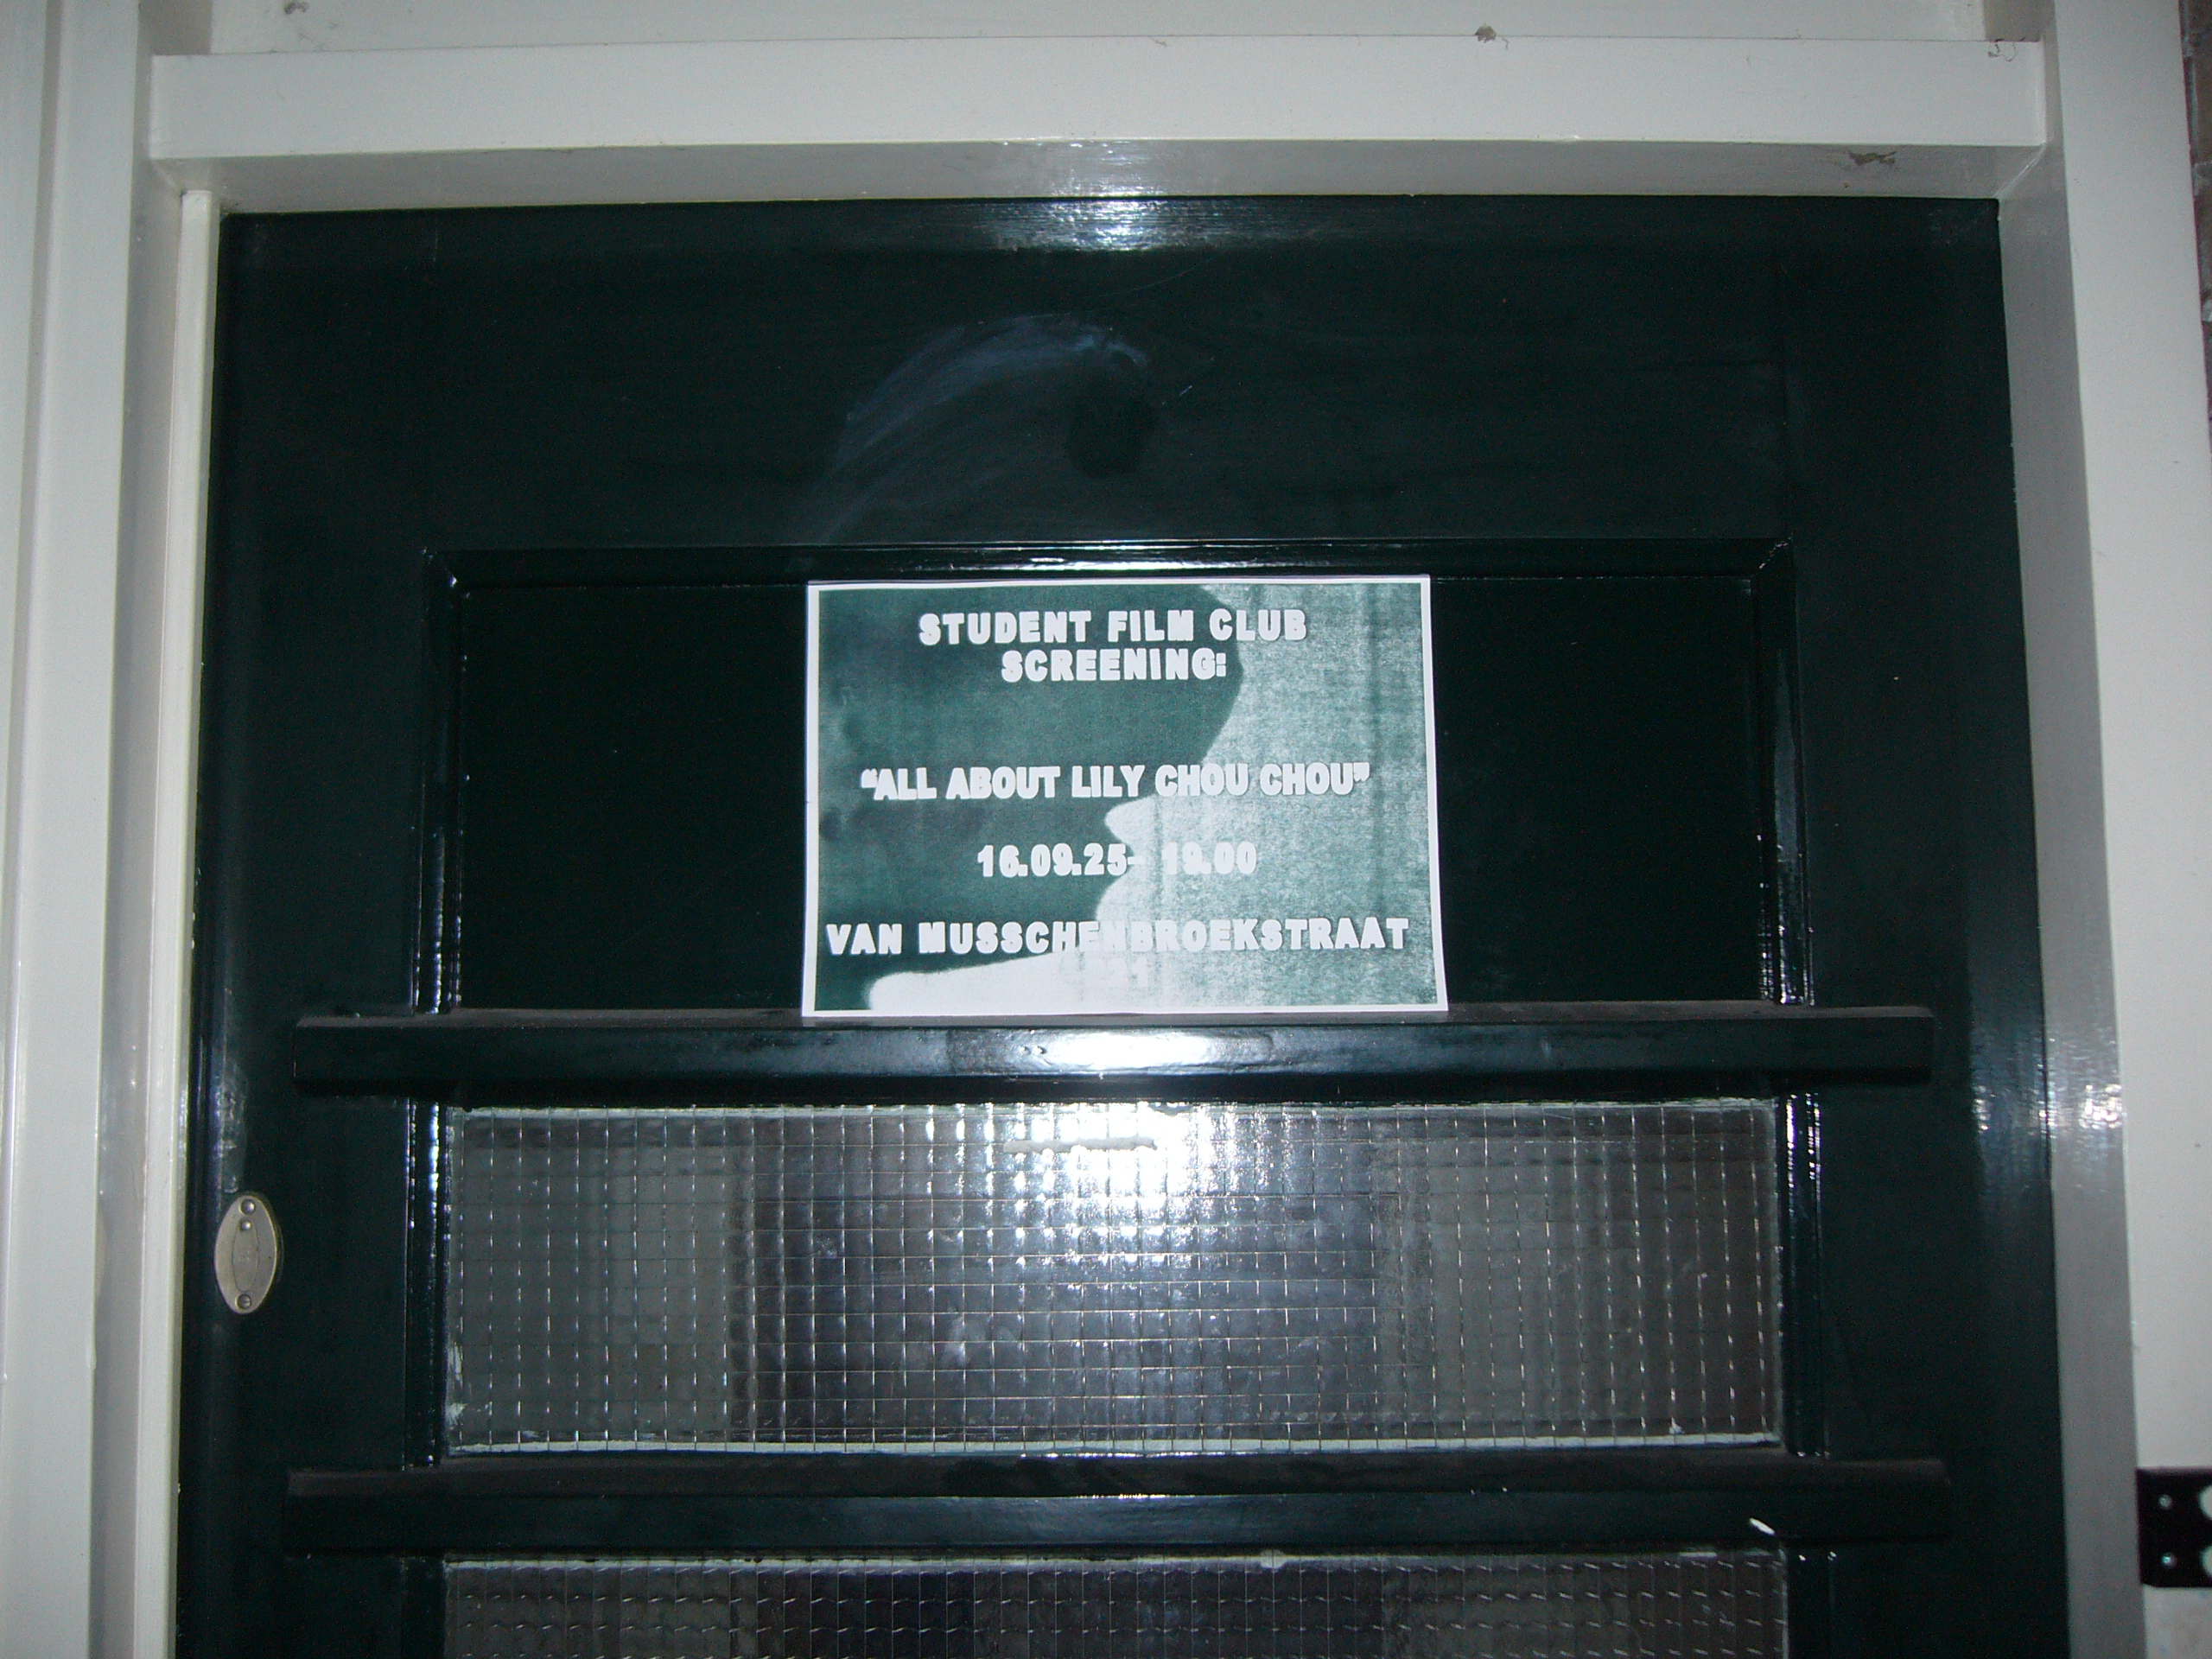 STUDENT FILM CLUB
SCREENING:
“ALL ABOUT LILY CHOU CHOU”
16.09.25- 19.00
VAN MUSSCHENBROEKSTRAAT